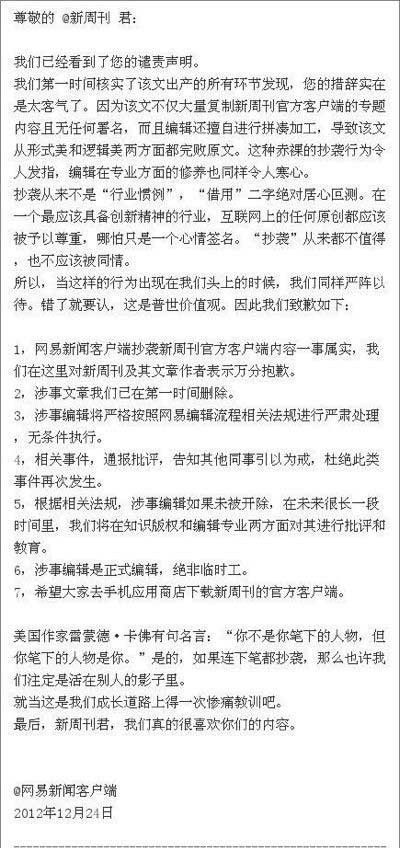 尊敬的 @新周刊 君：
我们已经看到了您的谴责声明。
我们第一时间核实了该文出产的所有环节发现，您的措辞实在
是太客气了。因为该文不仅大量复制新周刊官方客户端的专题
内容且无任何署名，而且编辑还擅自进行拼凑加工，导致该文
从形式美和逻辑美两方面都完败原文。这种赤裸的抄袭行为令
人发指，编辑在专业方面的修养也同样令人寒心。
抄袭从来不是“行业惯例”，“借用”二字绝对居心叵测。在
一个最应该具备创新精神的行业，互联网上的任何原创都应该
被予以尊重，哪怕只是一个心情签名。“抄袭”从来都不值得
，也不应该被同情。
所以，当这样的行为出现在我们头上的时候，我们同样严阵以
待。错了就要认，这是普世价值观。因此我们致歉如下：
1，网易新闻客户端抄袭新周刊官方客户端内容一事属实，我
们在这里对新周刊及其文章作者表示万分抱歉。
2，涉事文章我们已在第一时间删除。
3，涉事编辑将严格按照网易编辑流程相关法规进行严肃处理
，无条件执行。
4，相关事件，通报批评，告知其他同事引以为戒，杜绝此类
事件再次发生。
5，根据相关法规，涉事编辑如果未被开除，在未来很长一段
时间里，我们将在知识版权和编辑专业两方面对其进行批评和
教育。
6，涉事编辑是正式编辑，绝非临时工。
7，希望大家去手机应用商店下载新周刊的官方客户端。
美国作家雷蒙德·卡佛有句名言：“你不是你笔下的人物，但
你笔下的人物是你。”是的，如果连下笔都抄袭，那么也许我
们注定是活在别人的影子里。
就当这是我们成长道路上得一次惨痛教训吧。
最后，新周刊君，我们真的很喜欢你们的内容。
@网易新闻客户端
2012年12月24日